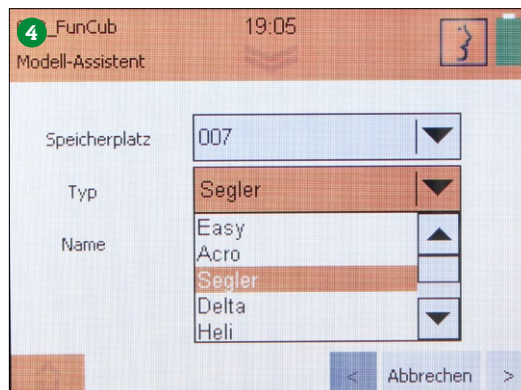 4
_FunCub
19:05
Modell-Assistent
Speicherplatz
007
Typ
Segler
Name
Easy
Acro
Segler
Delta
Heli
<
Abbrechen
>